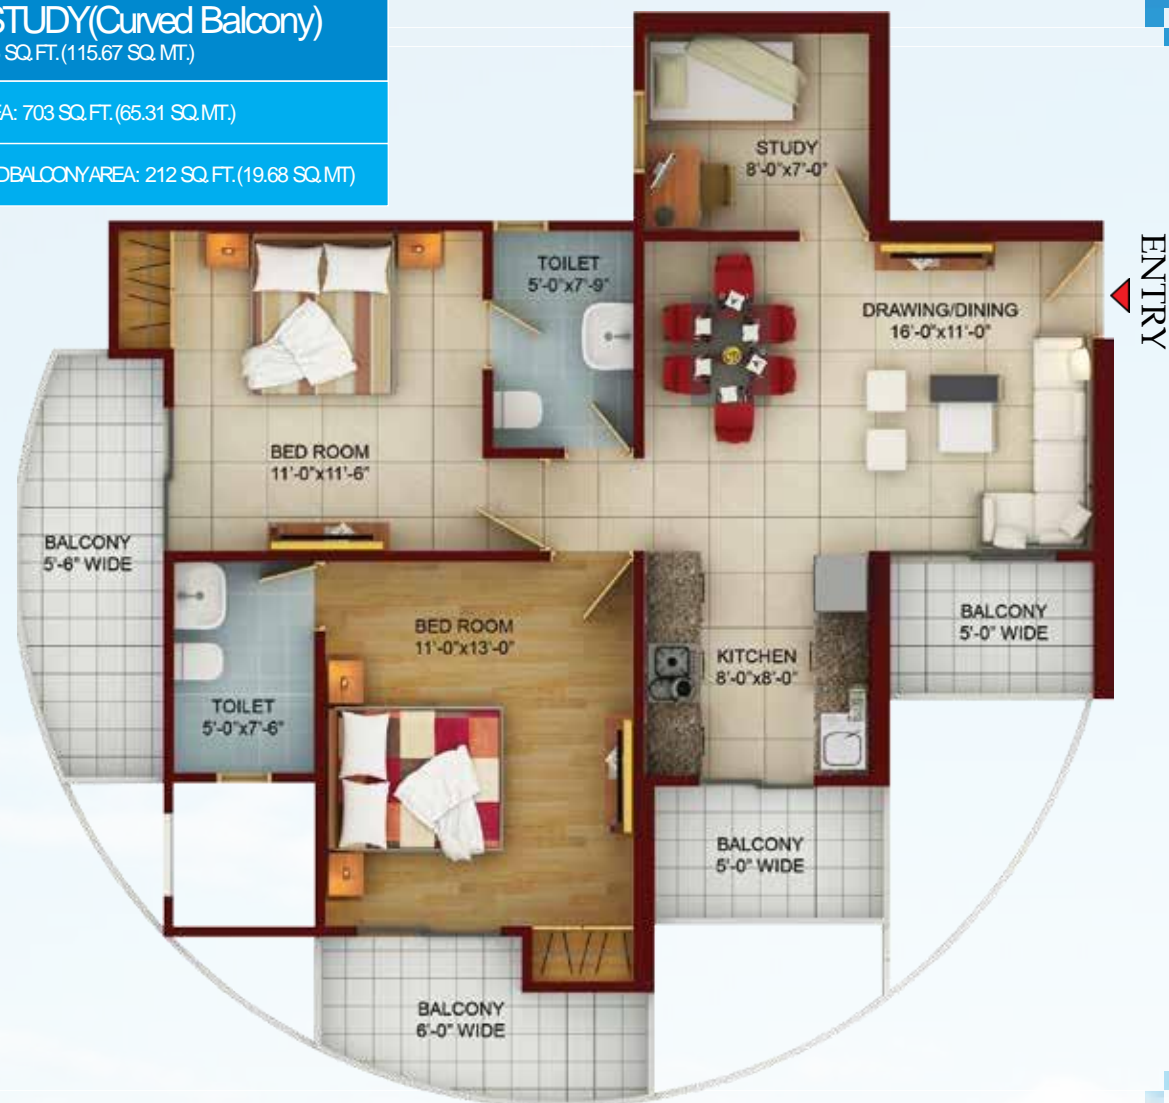 STUDY(Curved Balcony)
SQ. FT. (115.67 SQ. MT.)
A: 703 SQ. FT. (65.31 SQ. MT.)
DBALCONYAREA: 212 SQ. FT. (19.68 SQ. MT)
STUDY
8'-0"x7'-0"
ENTRY
TOILET
5'-0"x7'-9"
DRAWING/DINING
16'-0"x11'-0"
BED ROOM
11'-0"x11'-6"
BALCONY
5'-6" WIDE
BED ROOM
11'-0"x13'-0"
BALCONY
5'-0" WIDE
KITCHEN
8'-0"x8'-0"
TOILET
5'-0"x7'-6"
BALCONY
5'-0" WIDE
BALCONY
6'-0" WIDE